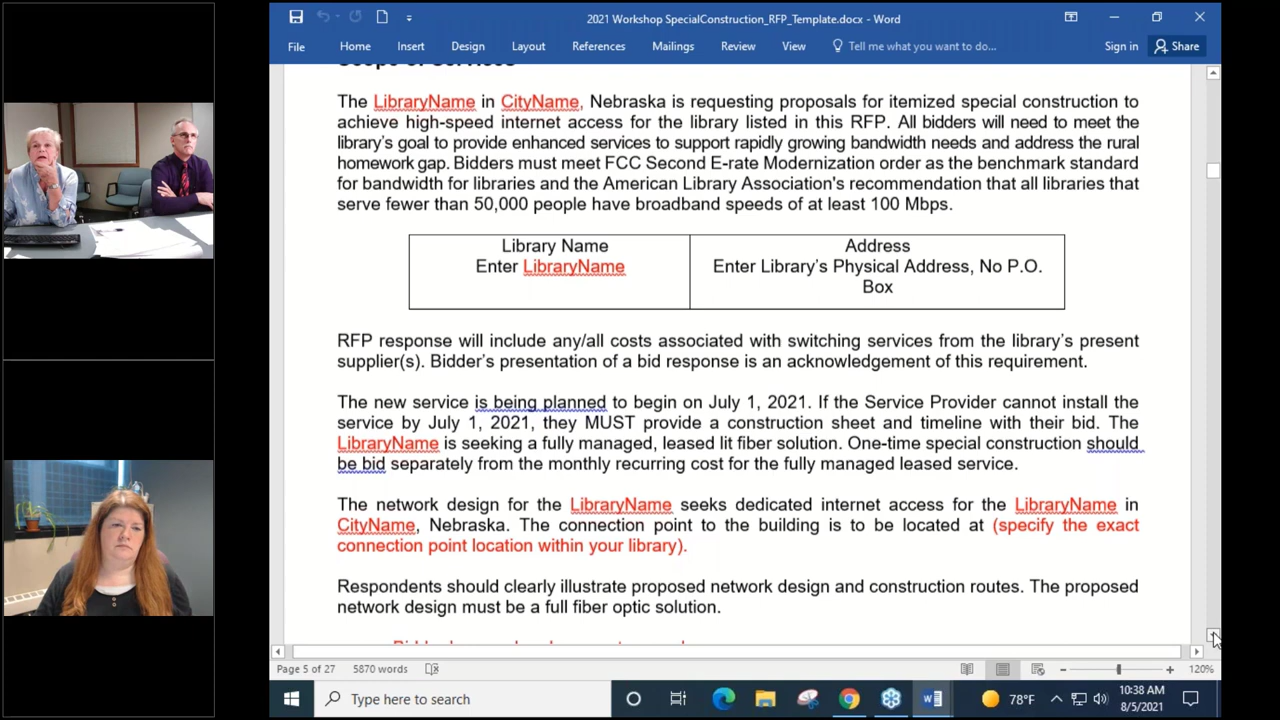 2021 Workshop SpecialConstruction_RFP_Template.docx - Word
File Home Insert Design Layout References Mailings Review View Tell me what you want to do... Sign in Share
Scope of Services
The LibraryName in CityName, Nebraska is requesting proposals for itemized special construction to
achieve high-speed internet access for the library listed in this RFP. All bidders will need to meet the
library's goal to provide enhanced services to support rapidly growing bandwidth needs and address the rural
homework gap. Bidders must meet FCC Second E-rate Modernization order as the benchmark standard
for bandwidth for libraries and the American Library Association's recommendation that all libraries that
serve fewer than 50,000 people have broadband speeds of at least 100 Mbps.
Library Name
Enter LibraryName
Address
Enter Library's Physical Address, No P.O.
Box
RFP response will include any/all costs associated with switching services from the library's present
supplier(s). Bidder's presentation of a bid response is an acknowledgement of this requirement.
The new service is being planned to begin on July 1, 2021. If the Service Provider cannot install the
service by July 1, 2021, they MUST provide a construction sheet and timeline with their bid. The
LibraryName is seeking a fully managed, leased lit fiber solution. One-time special construction should
be bid separately from the monthly recurring cost for the fully managed leased service.
The network design for the LibraryName seeks dedicated internet access for the LibraryName in
CityName, Nebraska. The connection point to the building is to be located at (specify the exact
connection point location within your library).
Respondents should clearly illustrate proposed network design and construction routes. The proposed
network design must be a full fiber optic solution.
Page 5 of 27 5870 words 120%
Type here to search 78°F 10:38 AM
8/5/2021